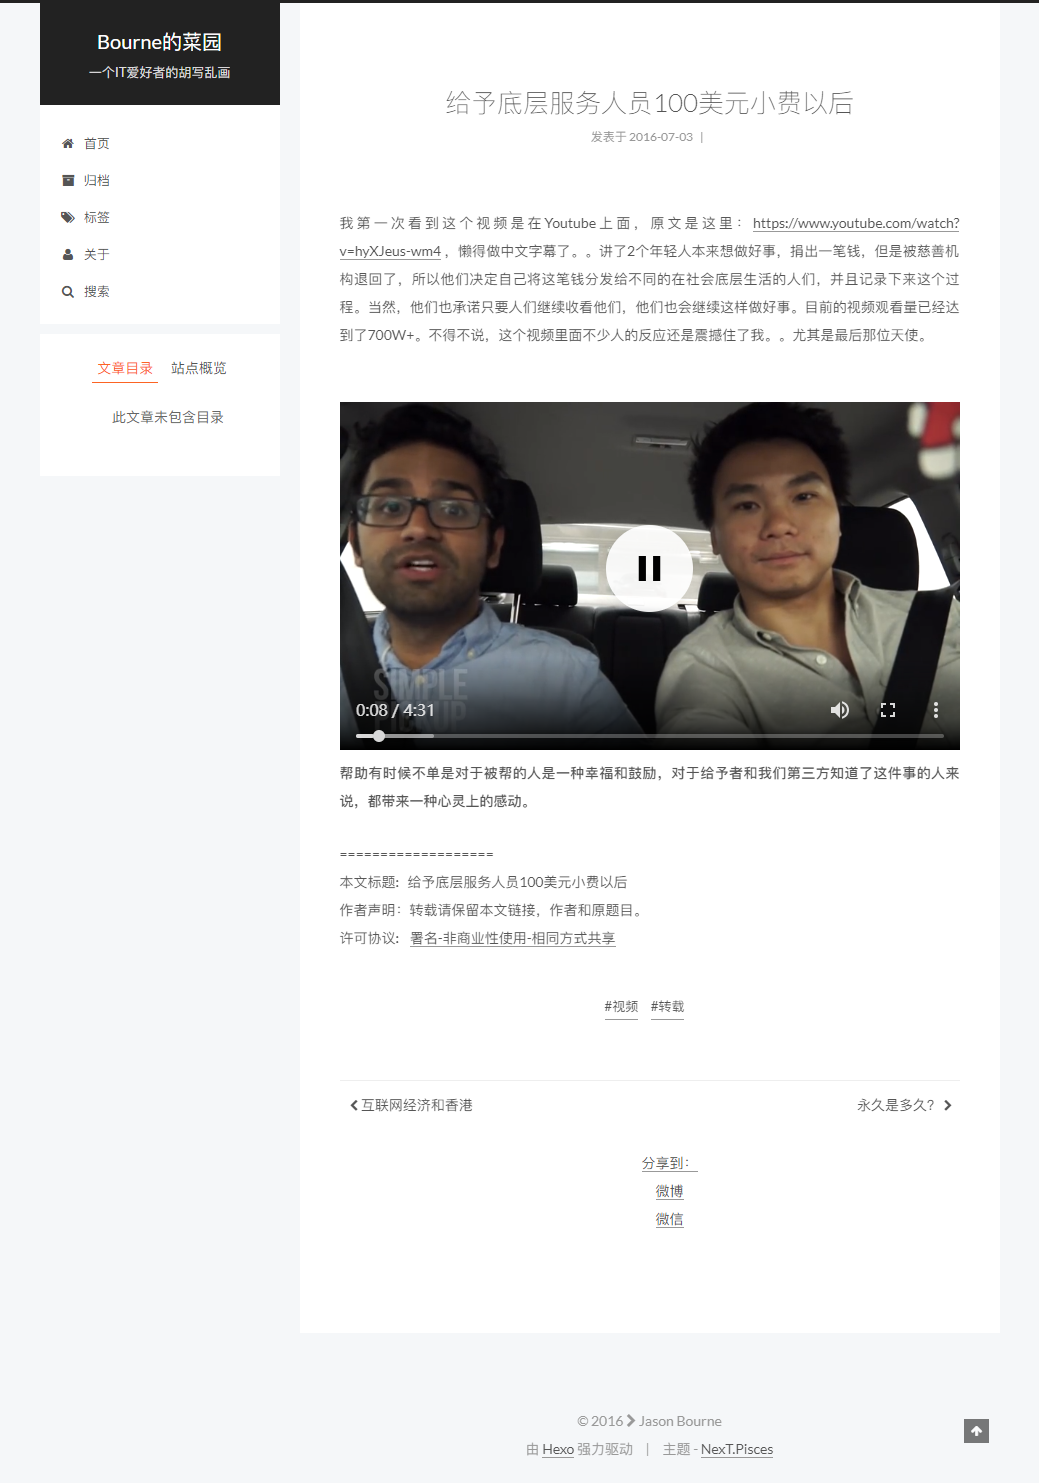 Bourne的菜园
一个IT爱好者的胡写乱画
首页
归档
标签
关于
搜索
文章目录 站点概览
此文章未包含目录
给予底层服务人员100美元小费以后
发表于 2016-07-03 |
我第一次看到这个视频是在Youtube上面，原文是这里：https://www.youtube.com/watch?
v=hyXJeus-wm4，懒得做中文字幕了。。讲了2个年轻人本来想做好事，捐出一笔钱，但是被慈善机
构退回了，所以他们决定自己将这笔钱分发给不同的在社会底层生活的人们，并且记录下来这个过
程。当然，他们也承诺只要人们继续收看他们，他们也会继续这样做好事。目前的视频观看量已经达
到了700W+。不得不说，这个视频里面不少人的反应还是震撼住了我。。尤其是最后那位天使。
SIMPLE
PICKUP
0:08 / 4:31
帮助有时候不单是对于被帮的人是一种幸福和鼓励，对于给予者和我们第三方知道了这件事的人来
说，都带来一种心灵上的感动。
===================
本文标题：给予底层服务人员100美元小费以后
作者声明：转载请保留本文链接，作者和原题目。
许可协议：署名-非商业性使用-相同方式共享
#视频 #转载
互联网经济和香港
永久是多久？
分享到：
微博
微信
© 2016 Jason Bourne
由 Hexo 强力驱动 | 主题 - NexT.Pisces